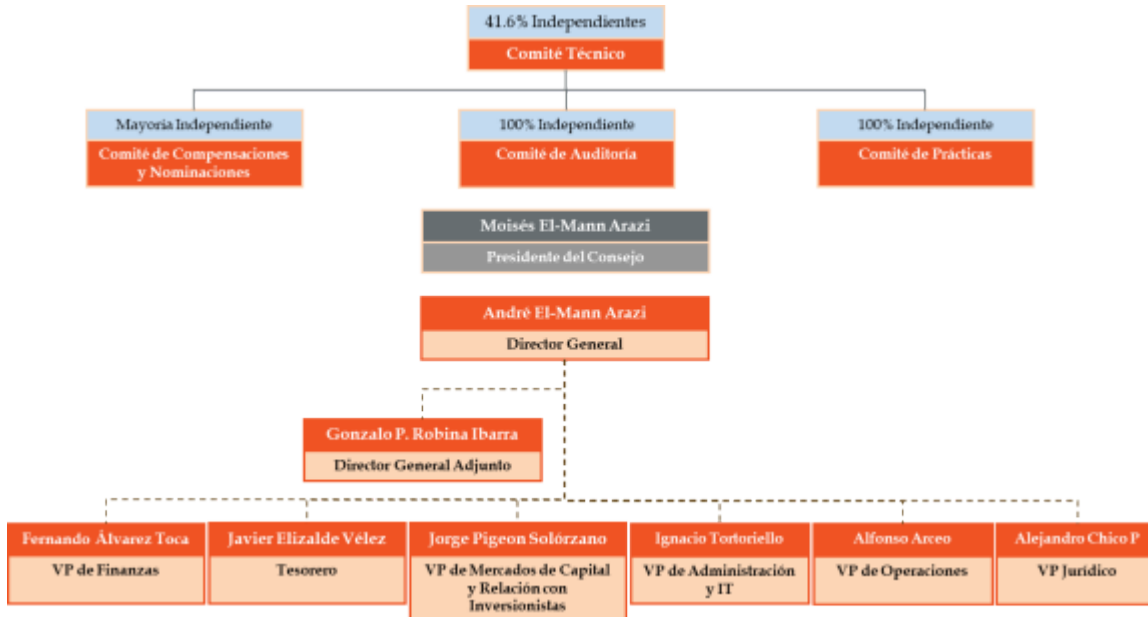 41.6% Independientes
Comité Técnico
Mayoría Independiente
Comité de Compensaciones
y Nominaciones
100% Independiente
Comité de Auditoría
100% Independiente
Comité de Prácticas
Moisés El-Mann Arazi
Presidente del Consejo
André El-Mann Arazi
Director General
Gonzalo P. Robina Ibarra
Director General Adjunto
Fernando Álvarez Toca
VP de Finanzas
Javier Elizalde Vélez
Tesorero
Jorge Pigeon Solórzano
VP de Mercados de Capital
y Relación con
Inversionistas
Ignacio Tortoriello
VP de Administración
y IT
Alfonso Arceo
VP de Operaciones
Alejandro Chico P
VP Jurídico